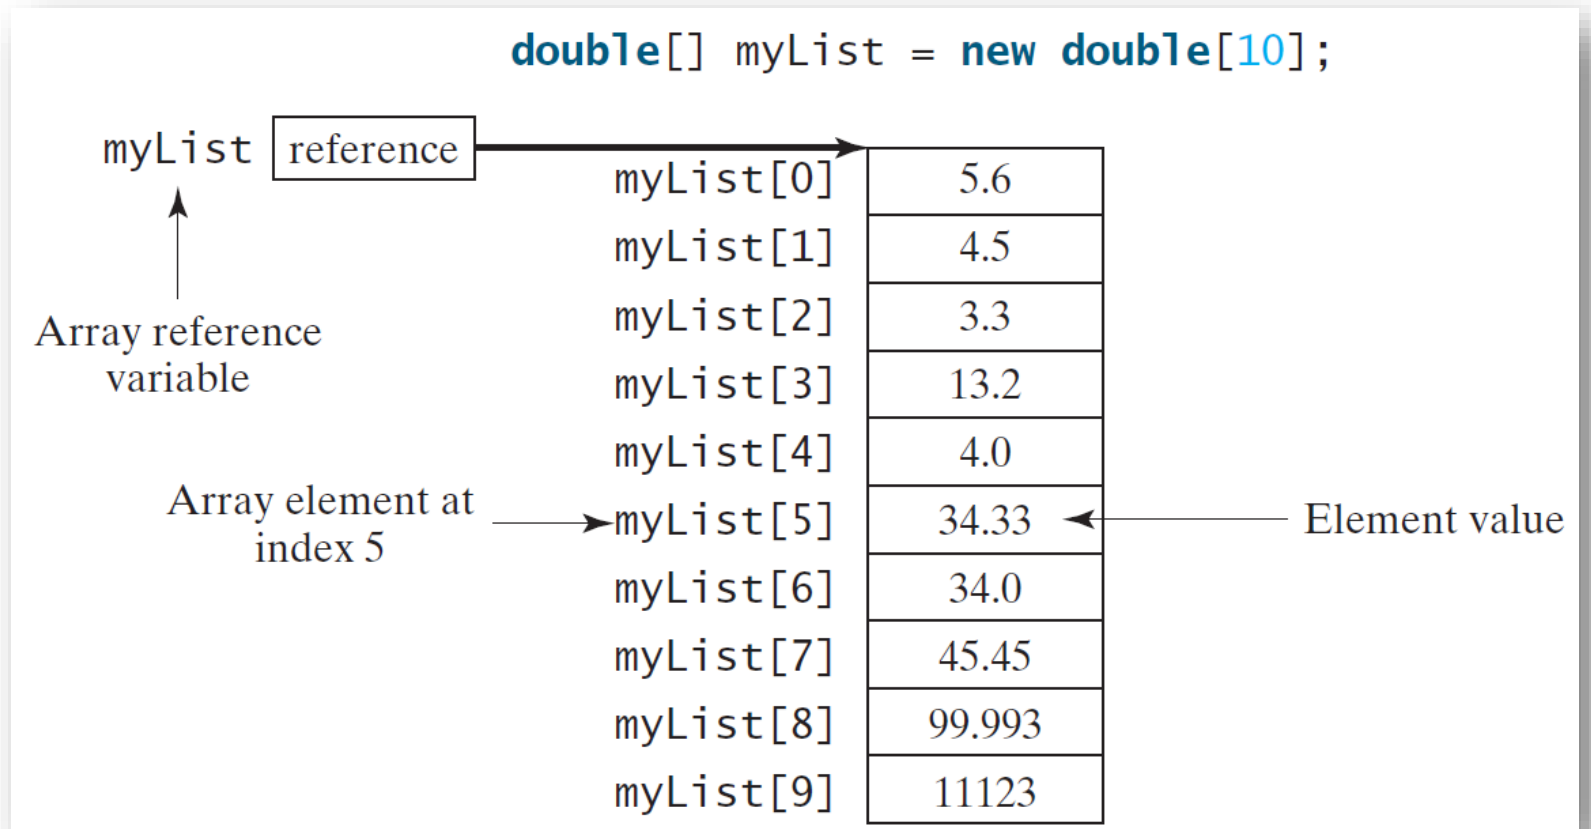 double[] myList = new double[10];
myList reference
myList[0] 5.6
myList[1] 4.5
myList[2] 3.3
Array reference
variable
myList[3] 13.2
myList[4] 4.0
Array element at
index 5
myList[5] 34.33 Element value
myList[6] 34.0
myList[7] 45.45
myList[8] 99.993
myList[9] 11123